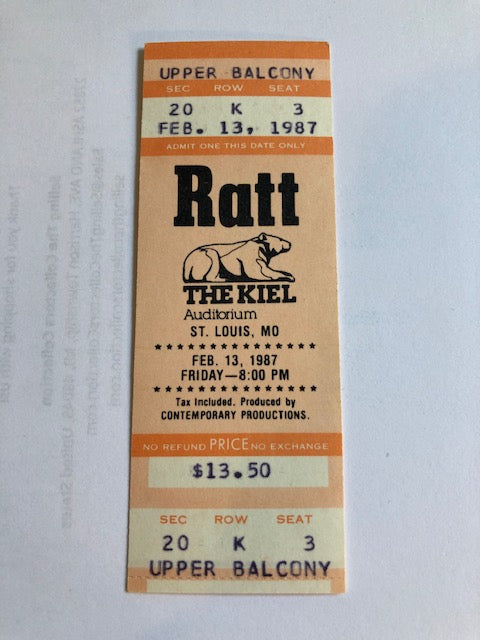 UPPER BALCONY
SEC ROW SEAT
20 K 3
FEB. 13, 1987
ADMIT ONE THIS DATE ONLY
Ratt
THE KIEL
Auditorium
ST. LOUIS, MO
FEB. 13, 1987
FRIDAY—8:00 PM
Tax Included. Produced by
CONTEMPORARY PRODUCTIONS.
NO REFUND PRICE NO EXCHANGE
$13.50
SEC ROW SEAT
20 K 3
UPPER BALCONY